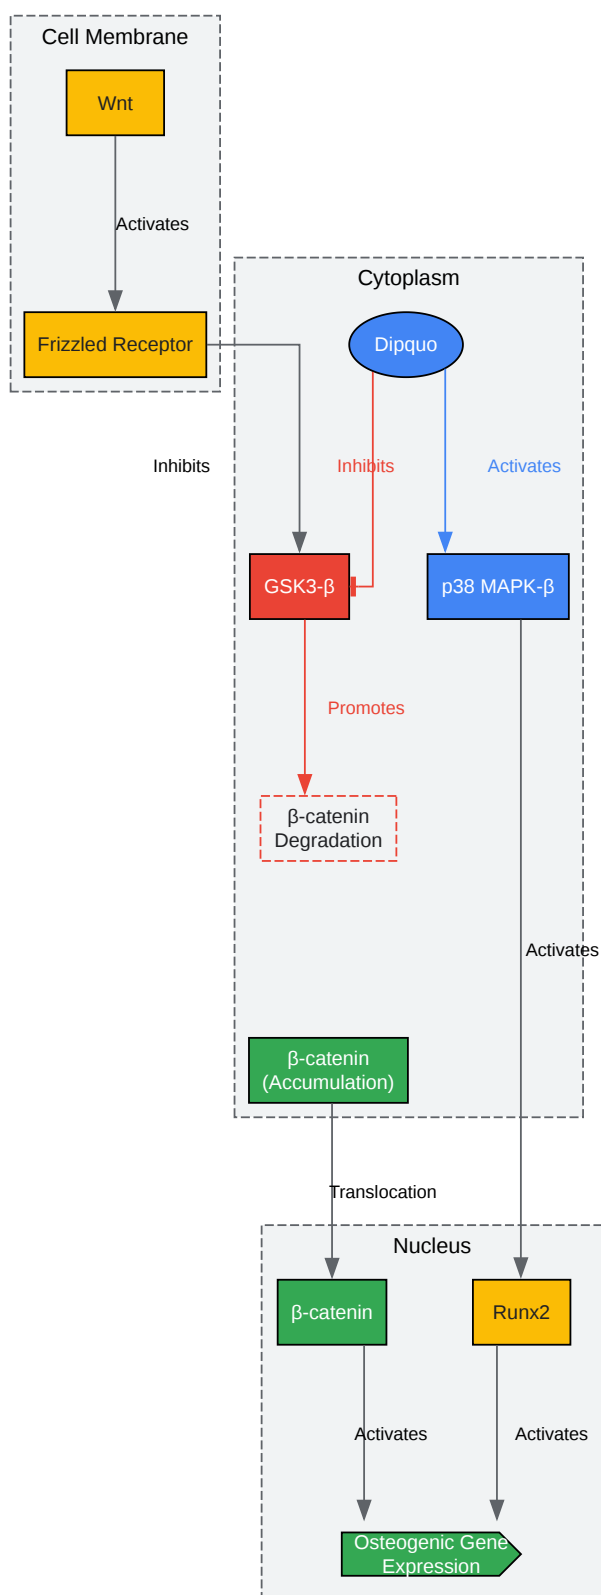 Cell Membrane
Wnt
Activates
Frizzled Receptor
Cytoplasm
Dipquo
Inhibits
Inhibits
Activates
GSK3-β
p38 MAPK-β
Promotes
β-catenin
Degradation
Activates
β-catenin
(Accumulation)
Translocation
Nucleus
β-catenin
Runx2
Activates
Activates
Osteogenic Gene
Expression